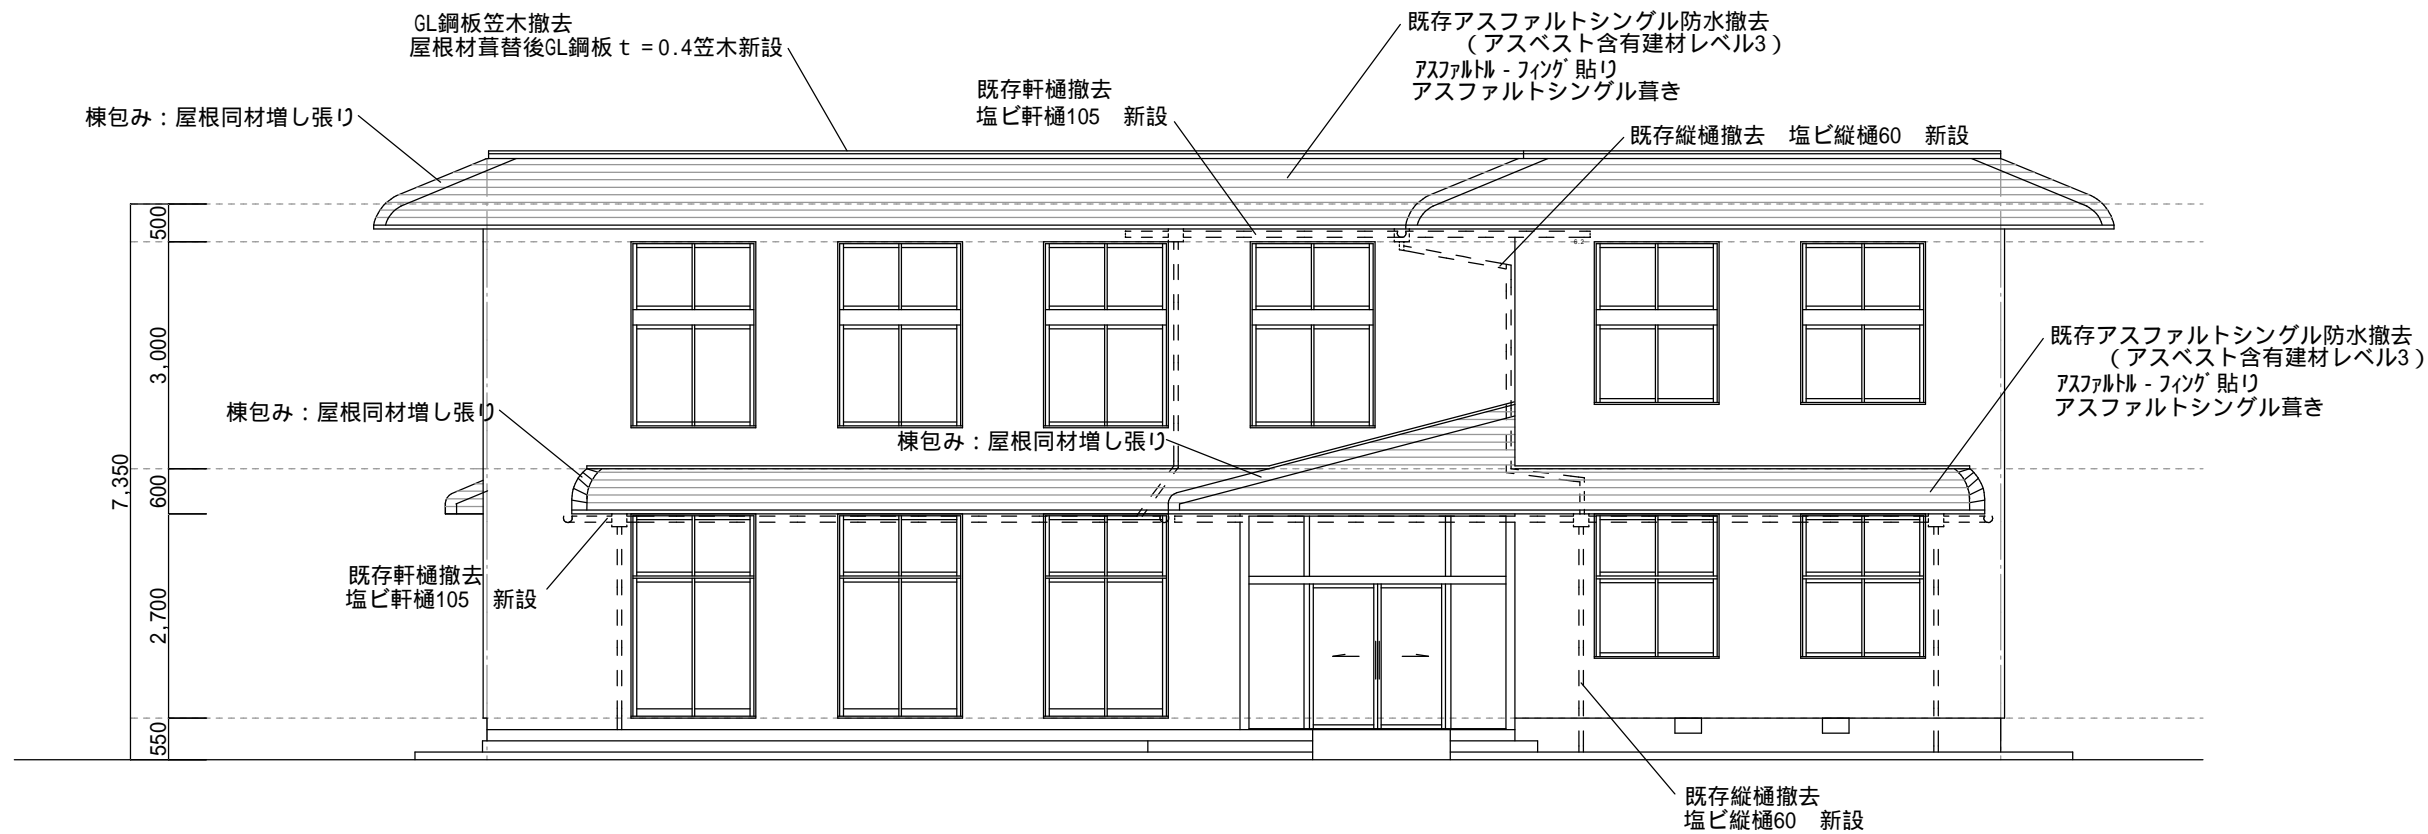 GL鋼板笠木撤去
屋根材葺替後GL鋼板ｔ=0.4笠木新設
既存アスファルトシングル防水撤去
（アスベスト含有建材レベル3）
ｱｽﾌｧﾙﾄﾙ-ﾌｨﾝｸﾞ貼り
アスファルトシングル葺き
既存軒樋撤去
塩ビ軒樋105　新設
棟包み：屋根同材増し張り
既存縦樋撤去　塩ビ縦樋60　新設
500
6.2
3,000
既存アスファルトシングル防水撤去
（アスベスト含有建材レベル3）
ｱｽﾌｧﾙﾄﾙ-ﾌｨﾝｸﾞ貼り
アスファルトシングル葺き
棟包み：屋根同材増し張り
棟包み：屋根同材増し張り
7,350
600
既存軒樋撤去
塩ビ軒樋105　新設
2,700
550
既存縦樋撤去
塩ビ縦樋60　新設